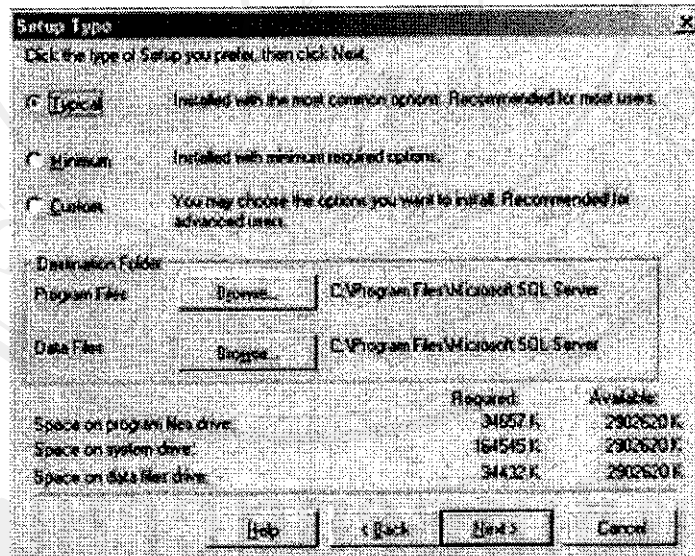 Setup Type
Click the type of Setup you prefer, then click Next.
Typical Installed with the most common options. Recommended for most users.
Minimum Installed with minimum required options.
Custom You may choose the options you want to install. Recommended for
advanced users.
Destination Folder
Program Files Browse... C:\Program Files\Microsoft SQL Server
Data Files Browse... C:\Program Files\Microsoft SQL Server
Required: Available:
Space on program files drive: 34957 K 2902620 K
Space on system drive: 164545 K 2902620 K
Space on data files drive: 34432 K 2902620 K
Help < Back Next > Cancel